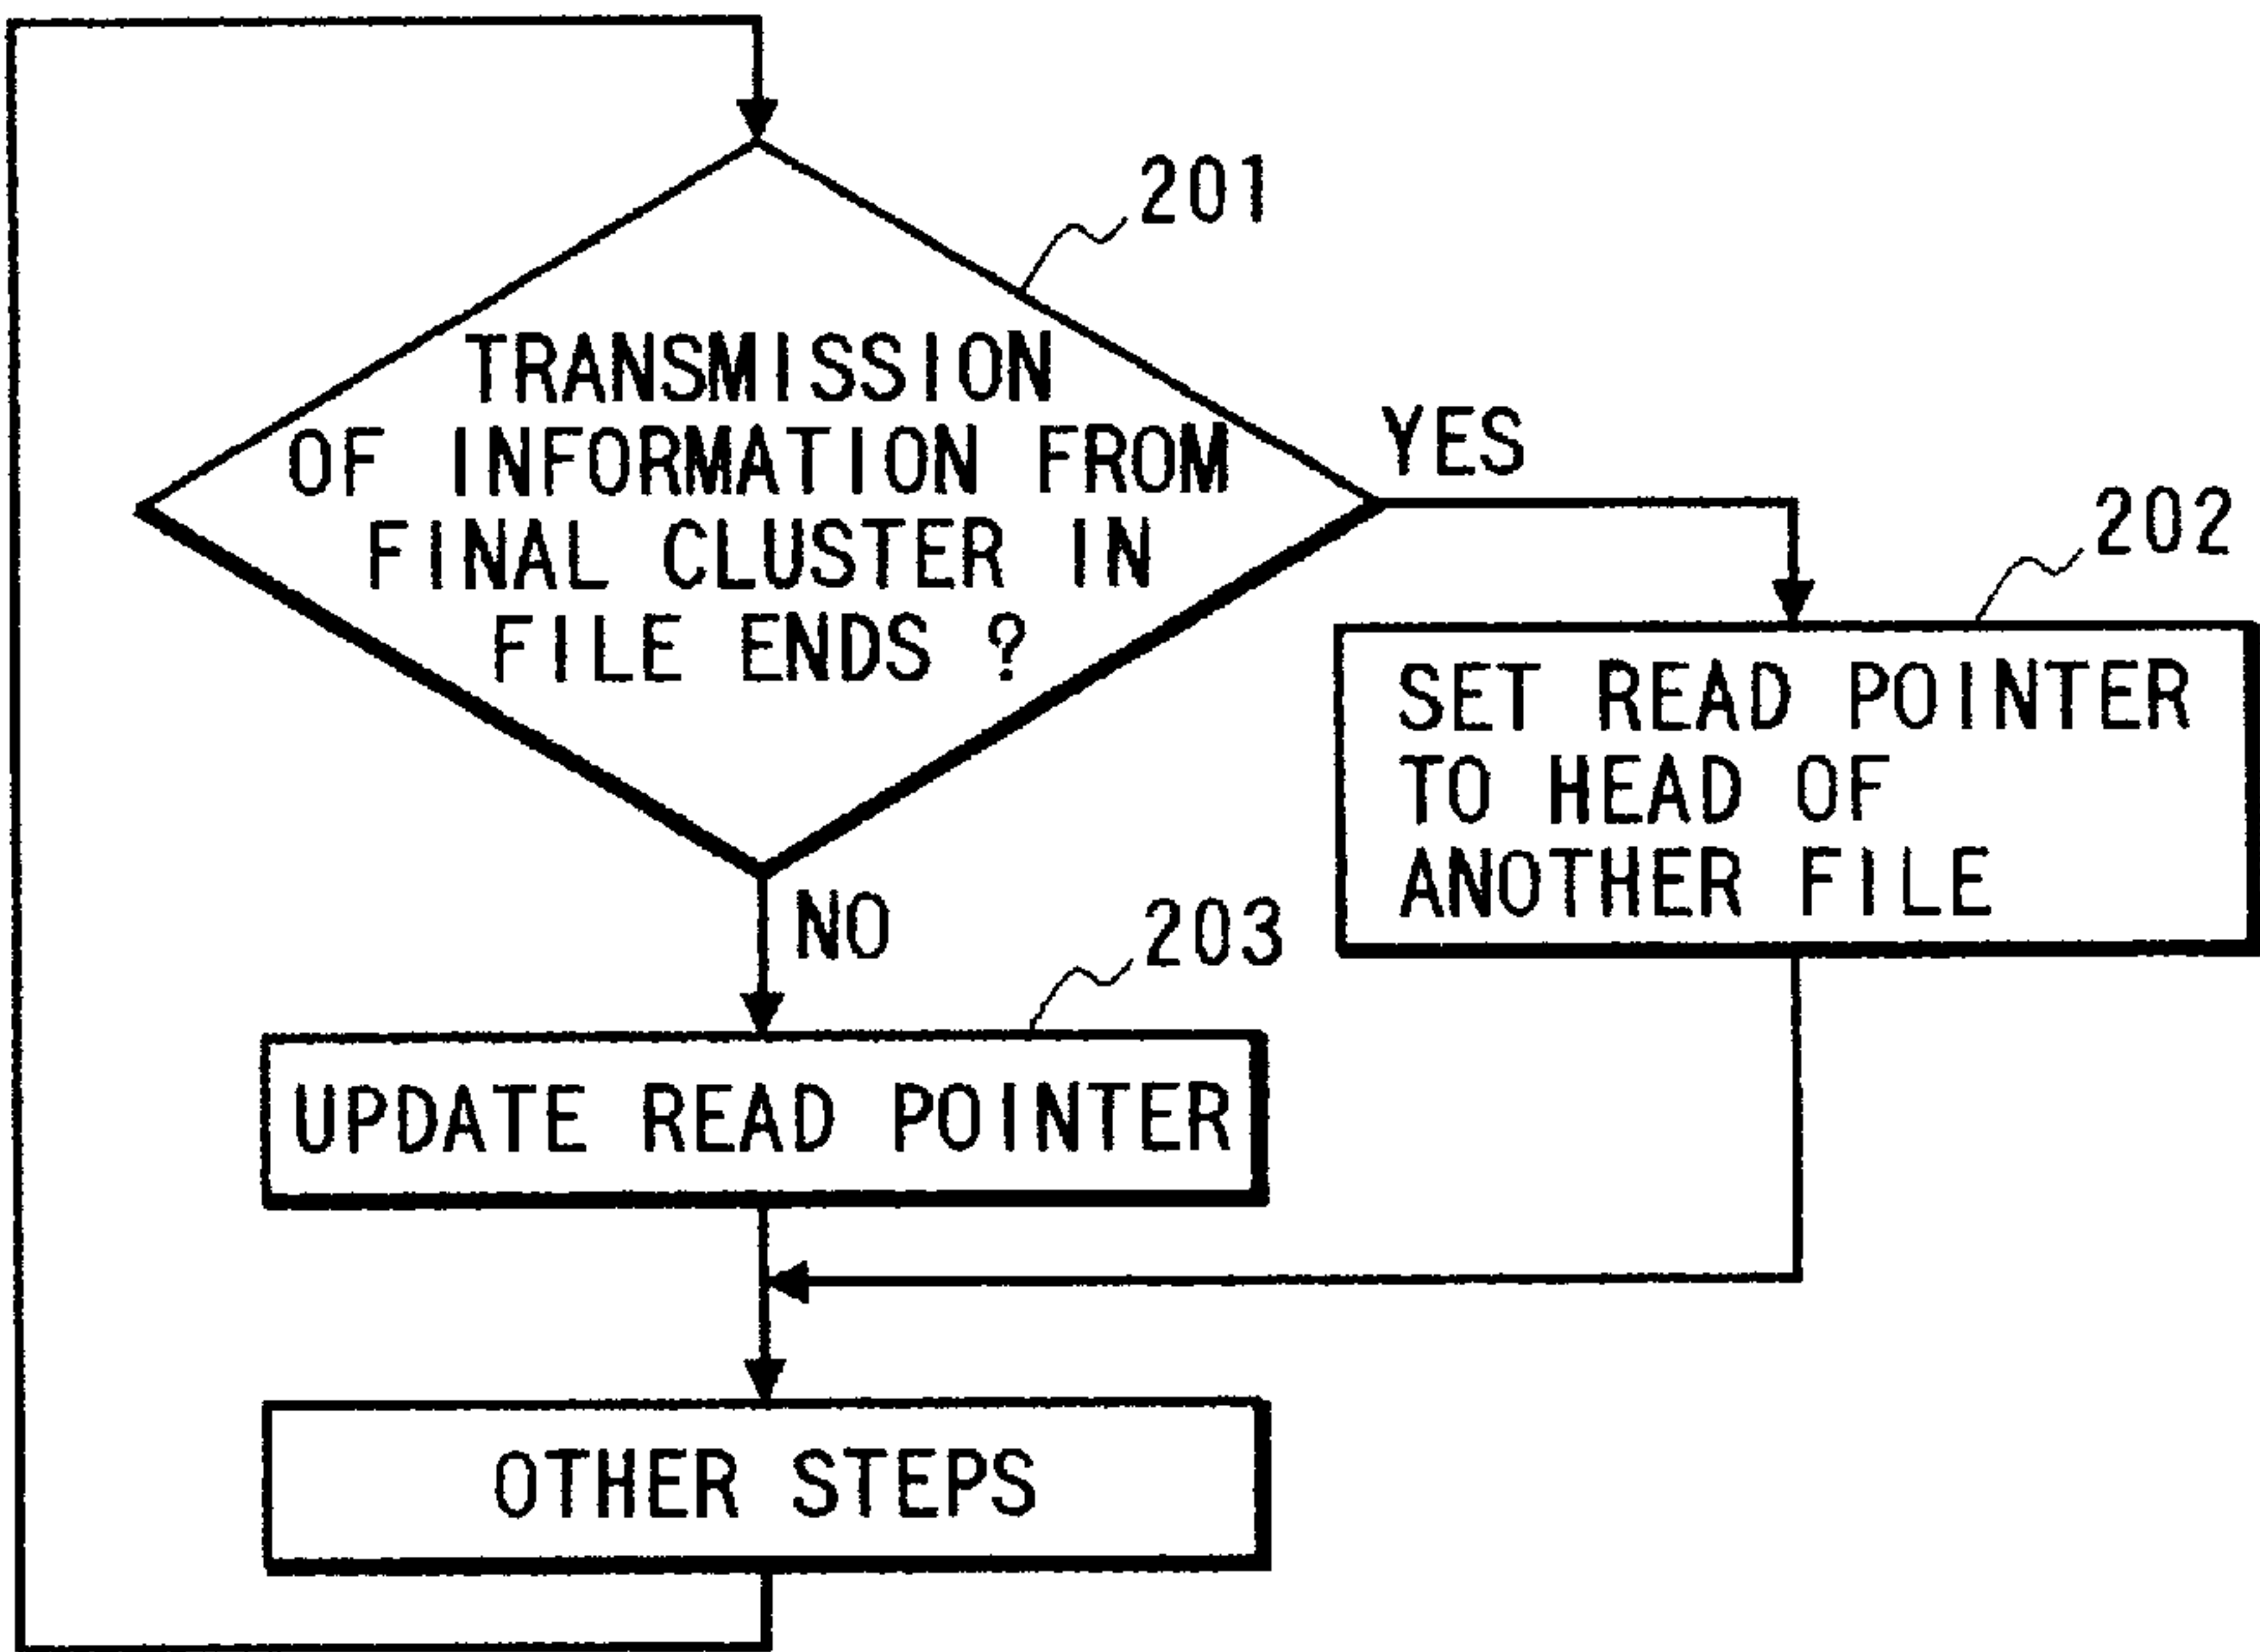 201
TRANSMISSION
OF INFORMATION FROM
FINAL CLUSTER IN
FILE ENDS ?
YES
202
SET READ POINTER
TO HEAD OF
ANOTHER FILE
NO
203
UPDATE READ POINTER
OTHER STEPS